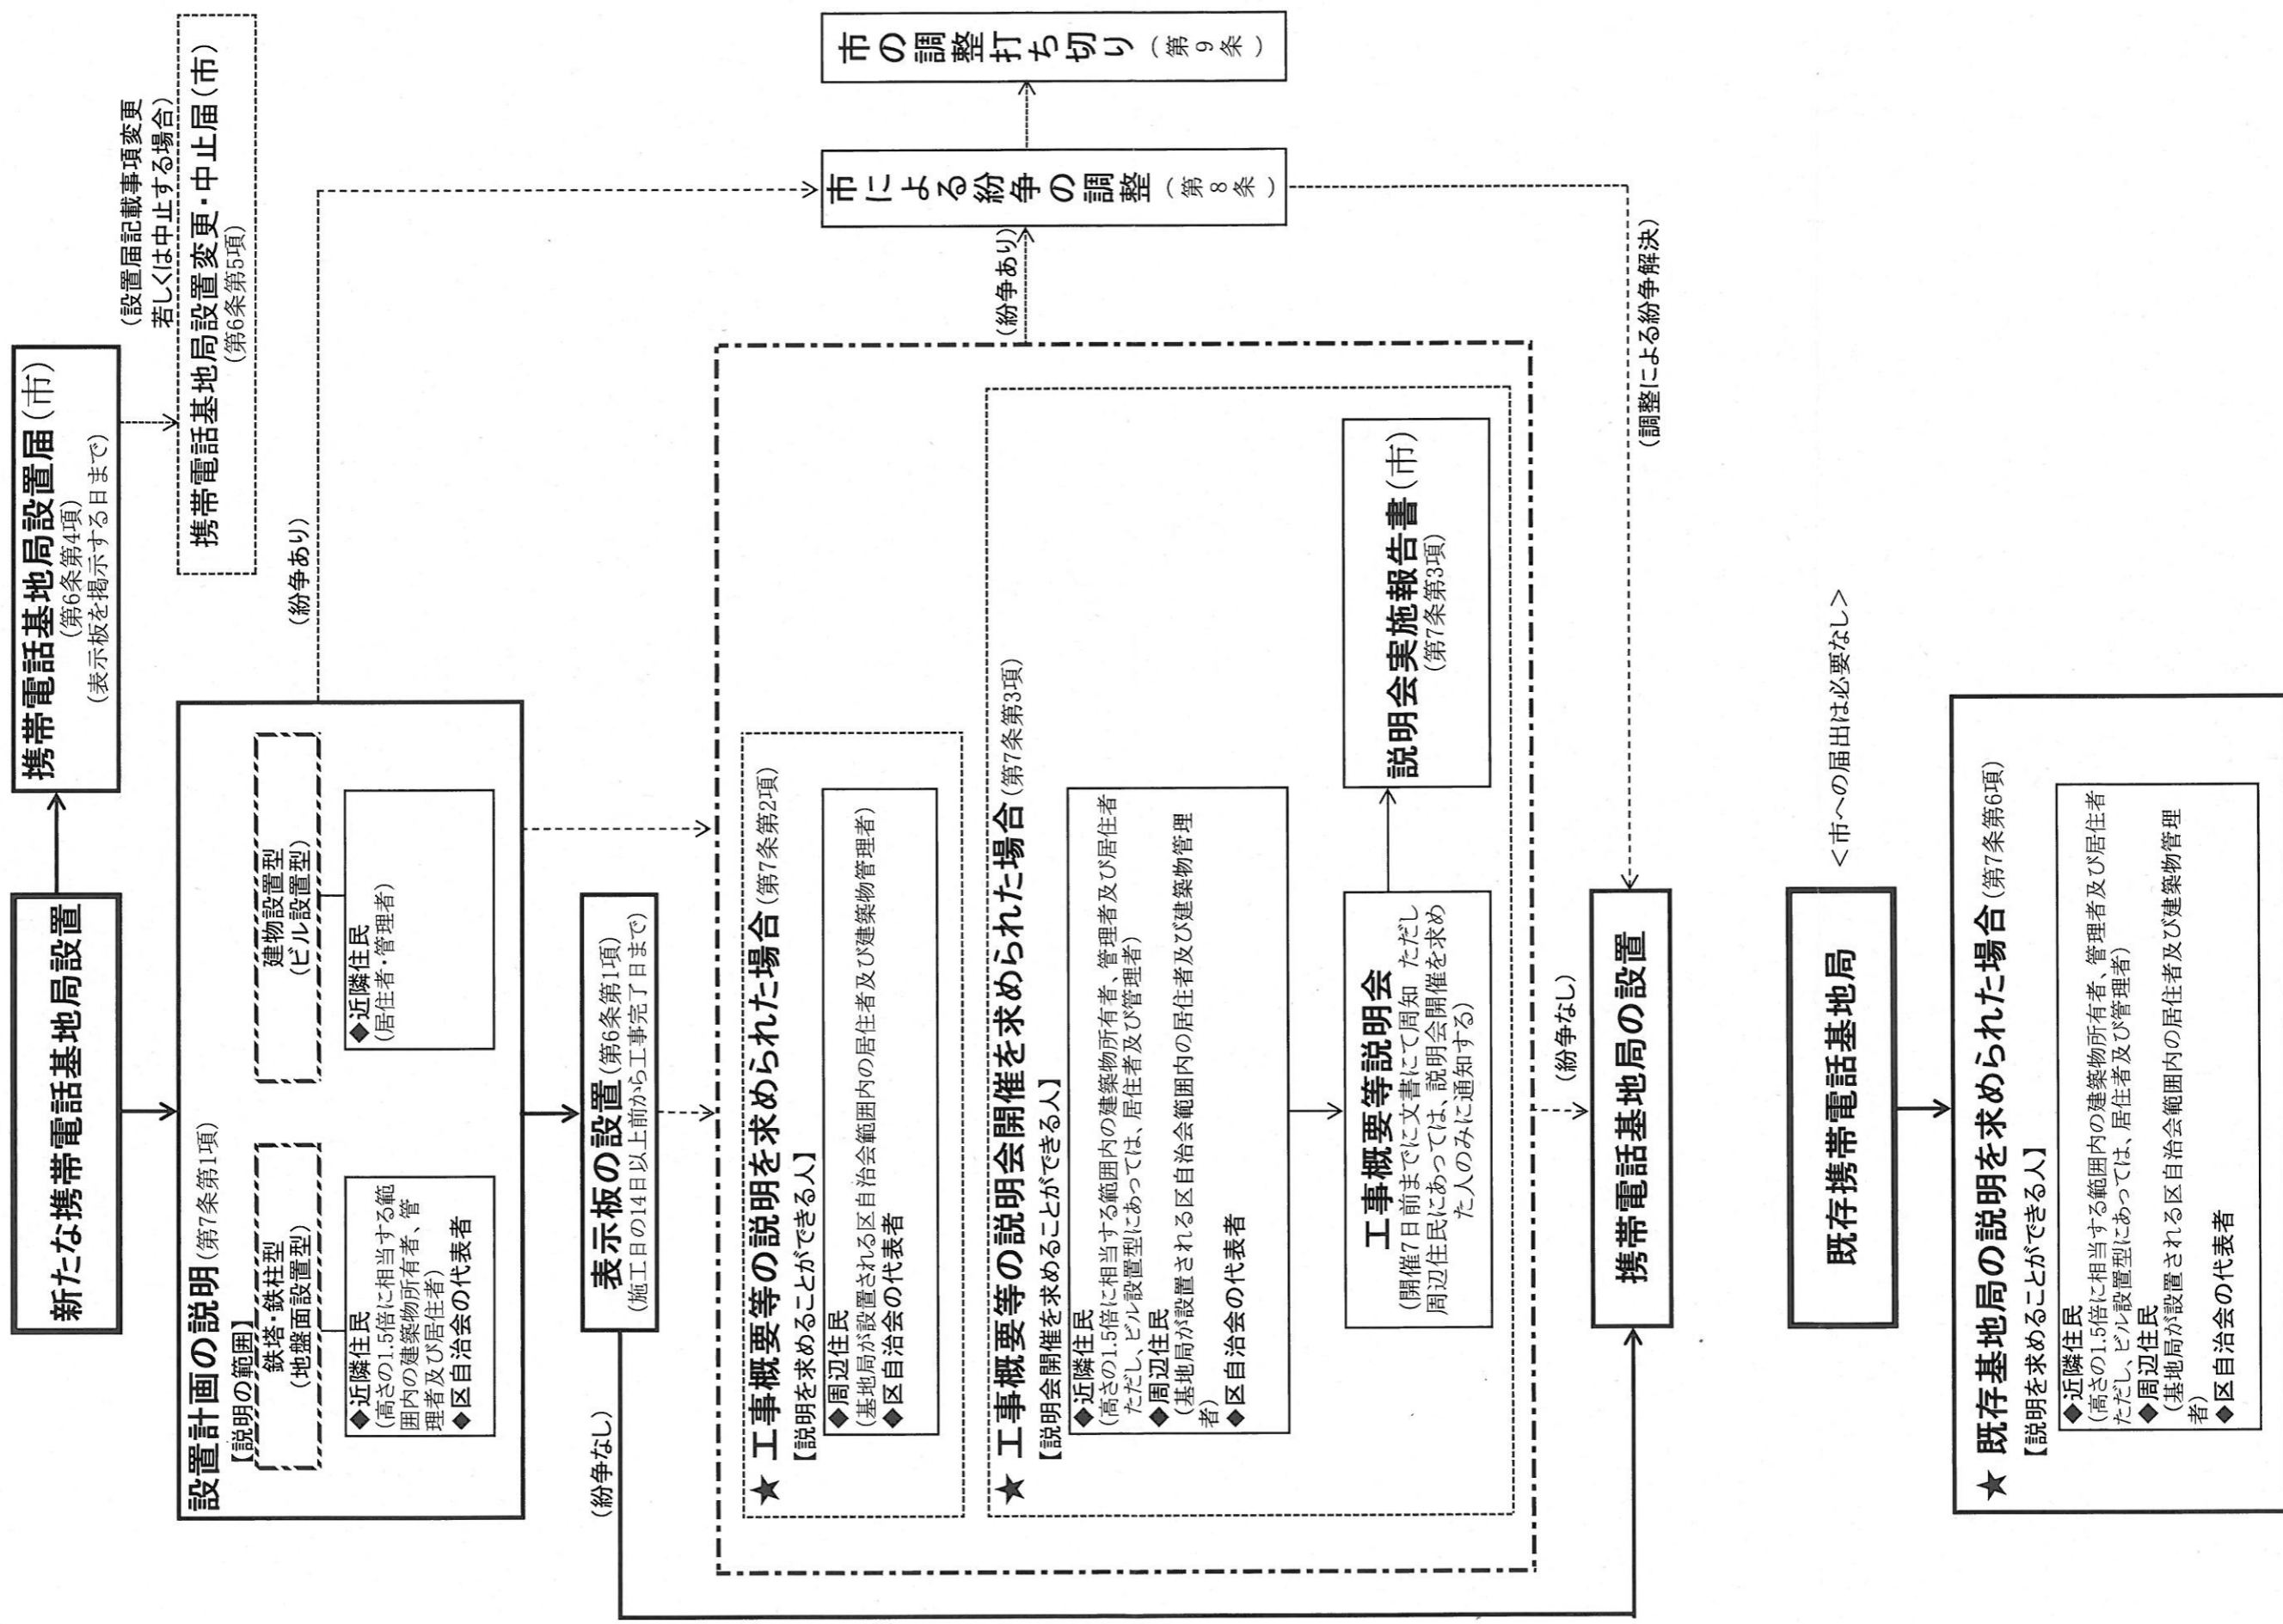 新たな携帯電話基地局設置
携帯電話基地局設置届(市)
(第6条第4項)
(表示板を掲示する日まで)
(設置届記載事項変更
若しくは中止する場合)
携帯電話基地局設置変更・中止届(市)
(第6条第5項)
設置計画の説明(第7条第1項)
【説明の範囲】
鉄塔・鉄柱型
(地盤面設置型)
◆近隣住民
(高さの1.5倍に相当する範
囲内の建築物所有者、管
理者及び居住者)
◆区自治会の代表者
建物設置型
(ビル設置型)
◆近隣住民
(居住者・管理者)
(紛争あり)
表示板の設置(第6条第1項)
(施工日の14日以上前から工事完了日まで)
(紛争なし)
★ 工事概要等の説明を求められた場合(第7条第2項)
【説明を求めることができる人】
◆周辺住民
(基地局が設置される区自治会範囲内の居住者及び建築物管理者)
◆区自治会の代表者
★ 工事概要等の説明会開催を求められた場合(第7条第3項)
【説明会開催を求めることができる人】
◆近隣住民
(高さの1.5倍に相当する範囲内の建築物所有者、管理者及び居住者
ただし、ビル設置型にあっては、居住者及び管理者)
◆周辺住民
(基地局が設置される区自治会範囲内の居住者及び建築物管理
者)
◆区自治会の代表者
工事概要等説明会
(開催7日前までに文書にて周知 ただし
周辺住民にあっては、説明会開催を求め
た人のみに通知する)
説明会実施報告書(市)
(第7条第3項)
(紛争あり)
市による紛争の調整(第8条)
市の調整打ち切り(第9条)
(紛争なし)
(調整による紛争解決)
携帯電話基地局の設置
既存携帯電話基地局
<市への届出は必要なし>
★ 既存基地局の説明を求められた場合(第7条第6項)
【説明を求めることができる人】
◆近隣住民
(高さの1.5倍に相当する範囲内の建築物所有者、管理者及び居住者
ただし、ビル設置型にあっては、居住者及び管理者)
◆周辺住民
(基地局が設置される区自治会範囲内の居住者及び建築物管理
者)
◆区自治会の代表者